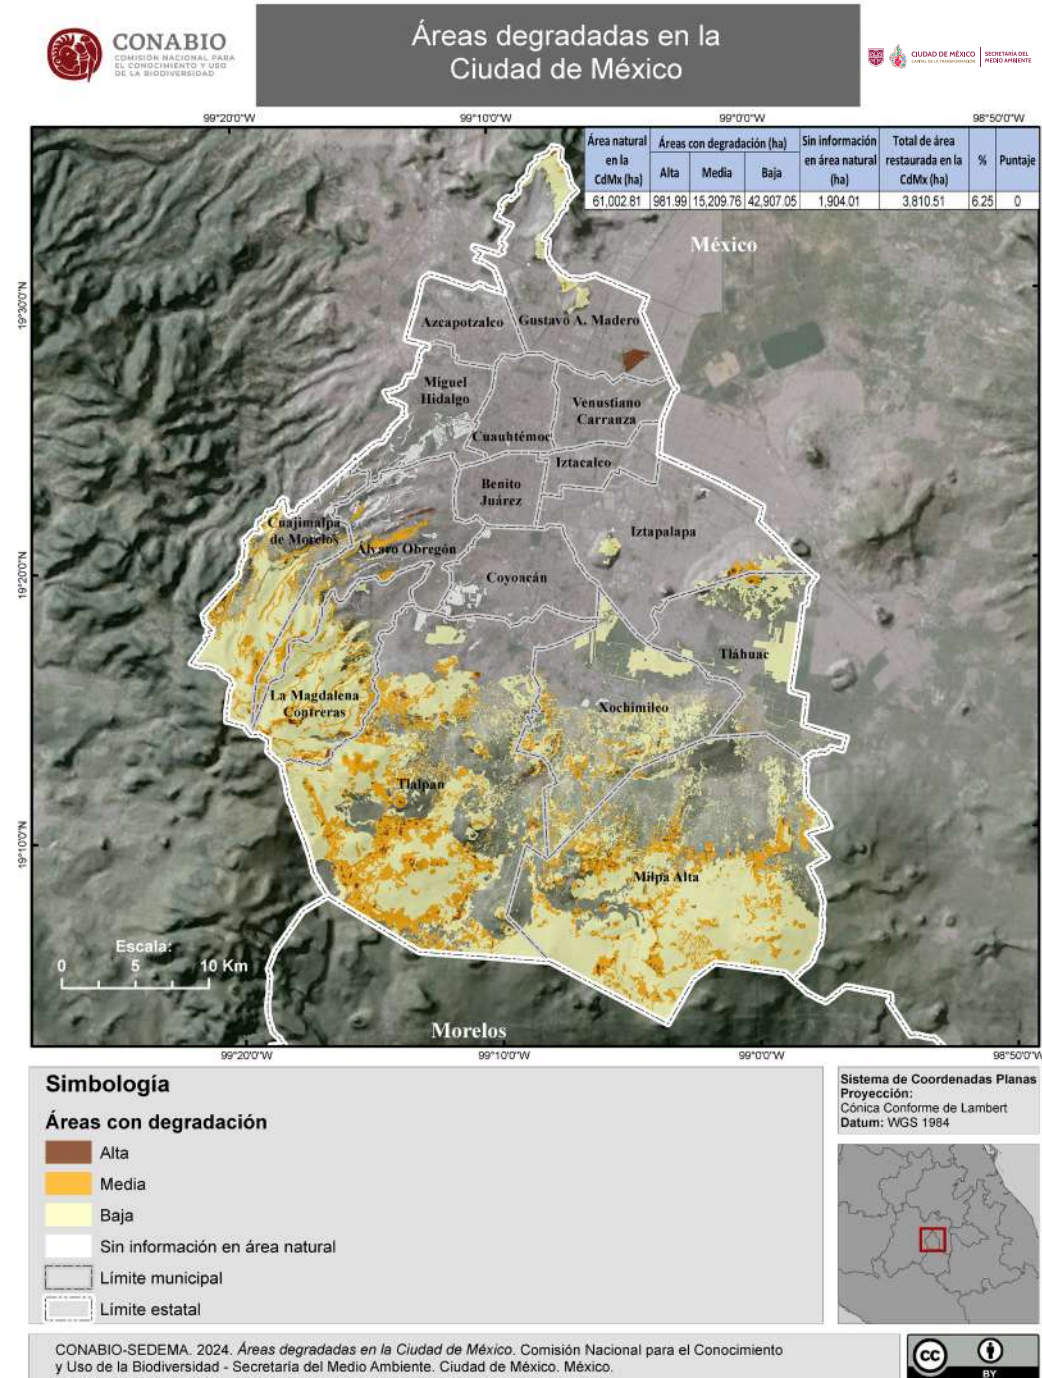 CONABIO
COMISIÓN NACIONAL PARA
EL CONOCIMIENTO Y USO
DE LA BIODIVERSIDAD
Áreas degradadas en la
Ciudad de México
CIUDAD DE MÉXICO
CAPITAL DE LA TRANSFORMACIÓN
SECRETARÍA DEL
MEDIO AMBIENTE
99°20'0"W 99°10'0"W 99°0'0"W 98°50'0"W
Área natural en la CdMx (ha) Áreas con degradación (ha) Sin información en área natural (ha) Total de área restaurada en la CdMx (ha) % Puntaje
Alta Media Baja
61,002.81 981.99 15,209.76 42,907.05 1,904.01 3,810.51 6.25 0
México
19°30'0"N
Azcapotzalco
Gustavo A. Madero
Miguel
Hidalgo
Venustiano
Carranza
Cuauhtémoc
Iztacalco
Benito
Juárez
Cuajimalpa
de Morelos
Iztapalapa
Álvaro Obregón
19°20'0"N
Coyoacán
Tláhuac
La Magdalena
Contreras
Xochimilco
Tlalpan
19°10'0"N
Milpa Alta
Escala:
0 5 10 Km
Morelos
99°20'0"W 99°10'0"W 99°0'0"W 98°50'0"W
Simbología
Áreas con degradación
Alta
Media
Baja
Sin información en área natural
Límite municipal
Límite estatal
Sistema de Coordenadas Planas
Proyección:
Cónica Conforme de Lambert
Datum: WGS 1984
CONABIO-SEDEMA. 2024. Áreas degradadas en la Ciudad de México. Comisión Nacional para el Conocimiento
y Uso de la Biodiversidad - Secretaría del Medio Ambiente. Ciudad de México. México.
cc
BY